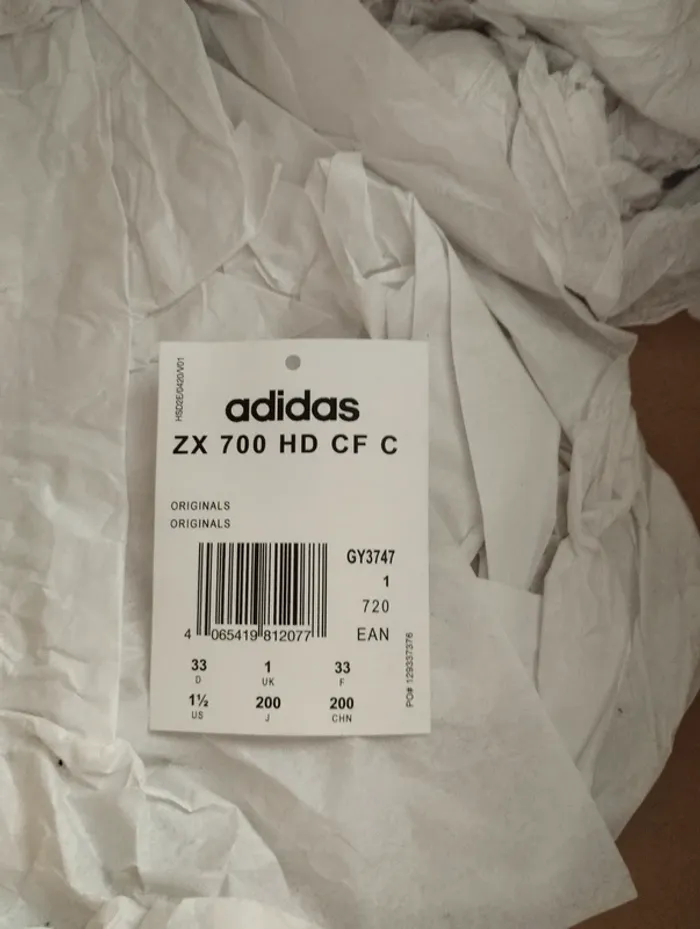 HSD2E/0420/V01
adidas
ZX 700 HD CF C
ORIGINALS
ORIGINALS
GY3747
1
720
EAN
4 065419 812077
33 1 33
D UK F
1½ 200 200
US J CHN
PO# 129337376